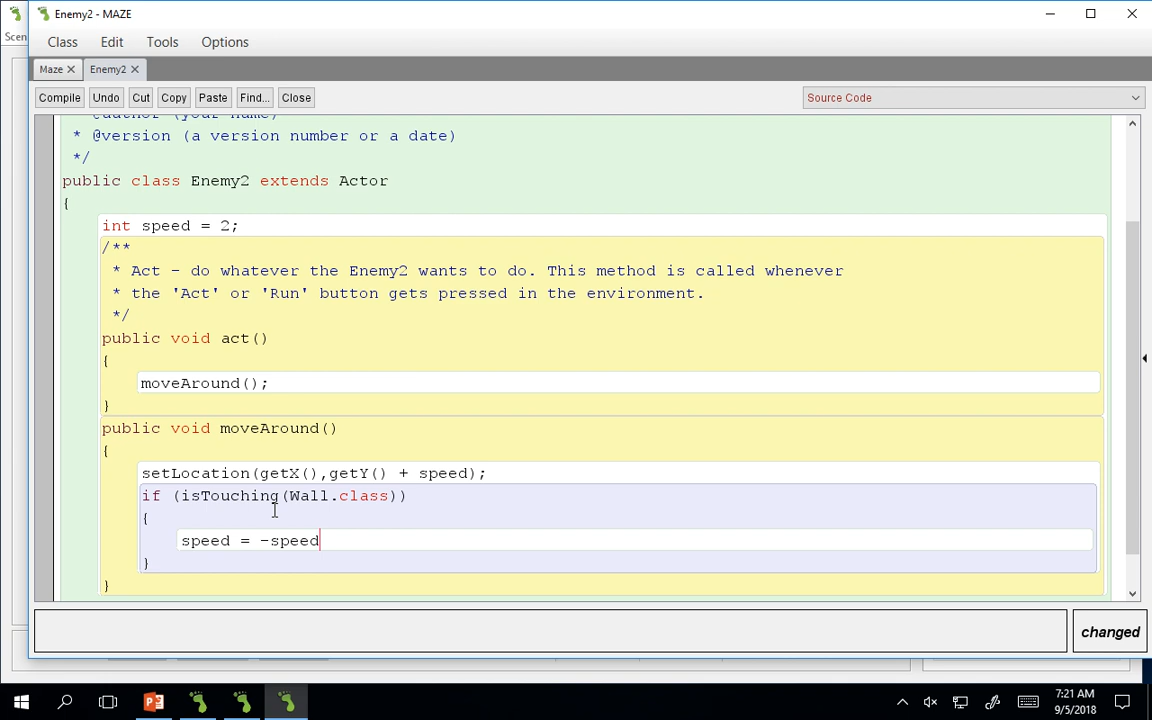 Enemy2 - MAZE
Scen
Class Edit Tools Options
Maze Enemy2
Compile Undo Cut Copy Paste Find... Close Source Code
* @author (your name)
* @version (a version number or a date)
*/
public class Enemy2 extends Actor
{
int speed = 2;
/**
* Act - do whatever the Enemy2 wants to do. This method is called whenever
* the 'Act' or 'Run' button gets pressed in the environment.
*/
public void act()
{
moveAround();
}
public void moveAround()
{
setLocation(getX(),getY() + speed);
if (isTouching(Wall.class))
{
speed = -speed
}
}
changed
7:21 AM
9/5/2018